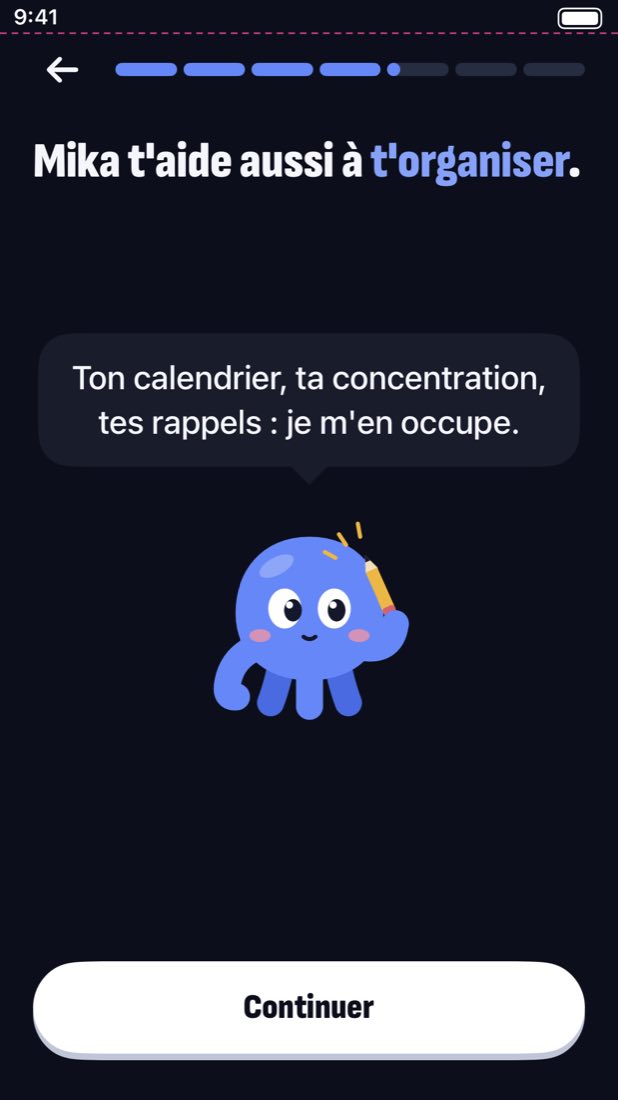 9:41
Mika t'aide aussi à t'organiser.
Ton calendrier, ta concentration,
tes rappels : je m'en occupe.
Continuer